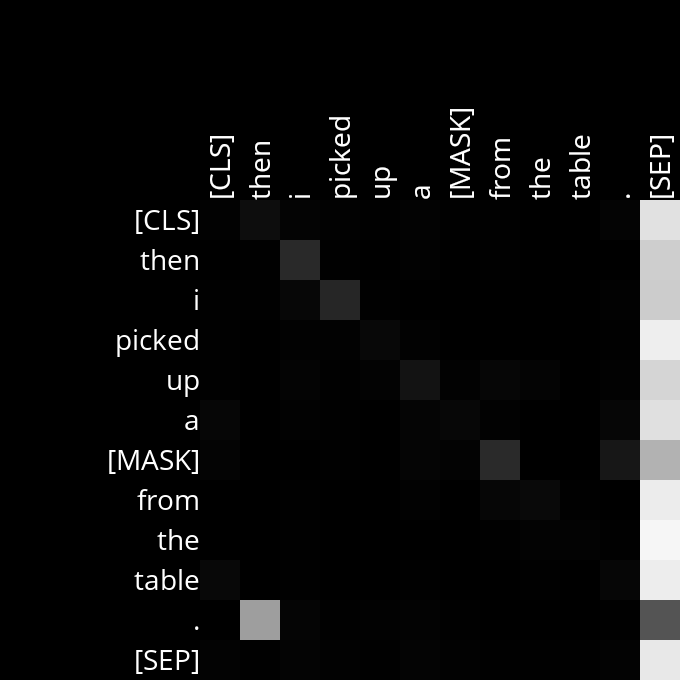 [CLS] then i picked up a [MASK] from the table . [SEP]
[CLS]
then
i
picked
up
a
[MASK]
from
the
table
.
[SEP]